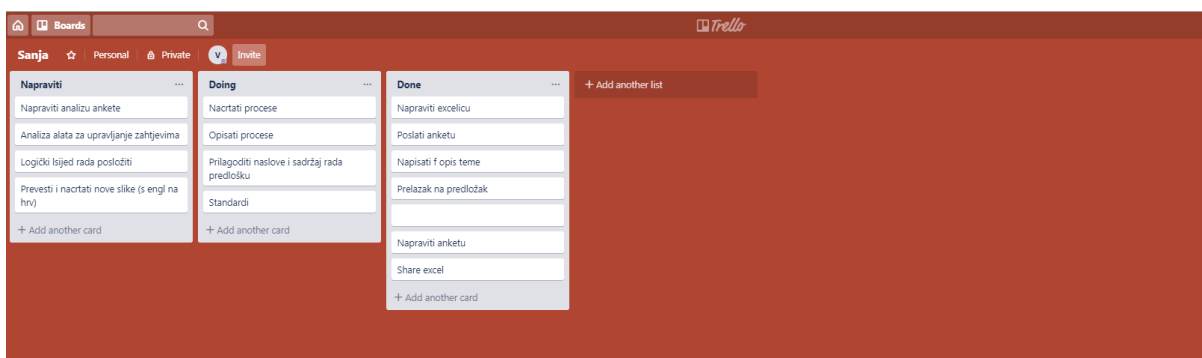 Boards
Trello
Sanja
Personal
Private
V
Invite
Napraviti
Napraviti analizu ankete
Analiza alata za upravljanje zahtjevima
Logički lsijed rada posložiti
Prevesti i nacrtati nove slike (s engl na
hrv)
+ Add another card
Doing
Nacrtati procese
Opisati procese
Prilagoditi naslove i sadržaj rada
predlošku
Standardi
+ Add another card
Done
Napraviti excelicu
Poslati anketu
Napisati f opis teme
Prelazak na predložak
Napraviti anketu
Share excel
+ Add another card
+ Add another list